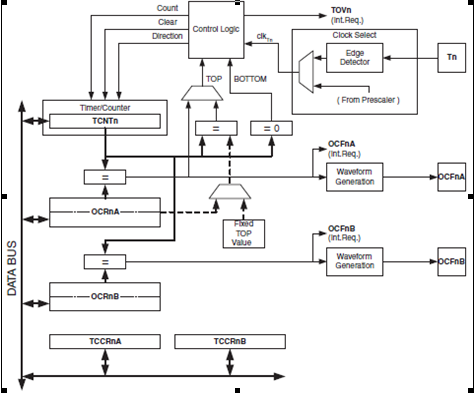 Count
Clear
Direction
Control Logic
TOVn
(Int.Req.)
clkTn
Clock Select
Edge
Detector
Tn
( From Prescaler )
TOP
BOTTOM
Timer/Counter
TCNTn
=
= 0
OCFnA
(Int.Req.)
=
Waveform
Generation
OCFnA
OCRnA
Fixed
TOP
Value
OCFnB
(Int.Req.)
=
Waveform
Generation
OCFnB
OCRnB
DATA BUS
TCCRnA
TCCRnB